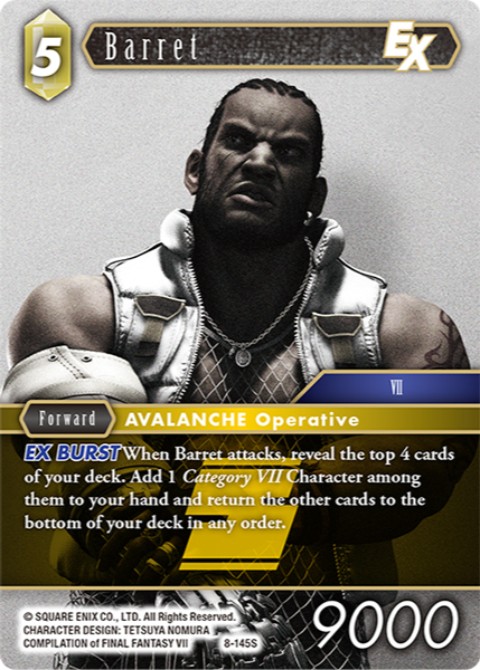 5
Barret
EX
VII
Forward
AVALANCHE Operative
EX BURST When Barret attacks, reveal the top 4 cards
of your deck. Add 1 Category VII Character among
them to your hand and return the other cards to the
bottom of your deck in any order.
© SQUARE ENIX CO., LTD. All Rights Reserved.
CHARACTER DESIGN: TETSUYA NOMURA
COMPILATION of FINAL FANTASY VII
8-145S
9000